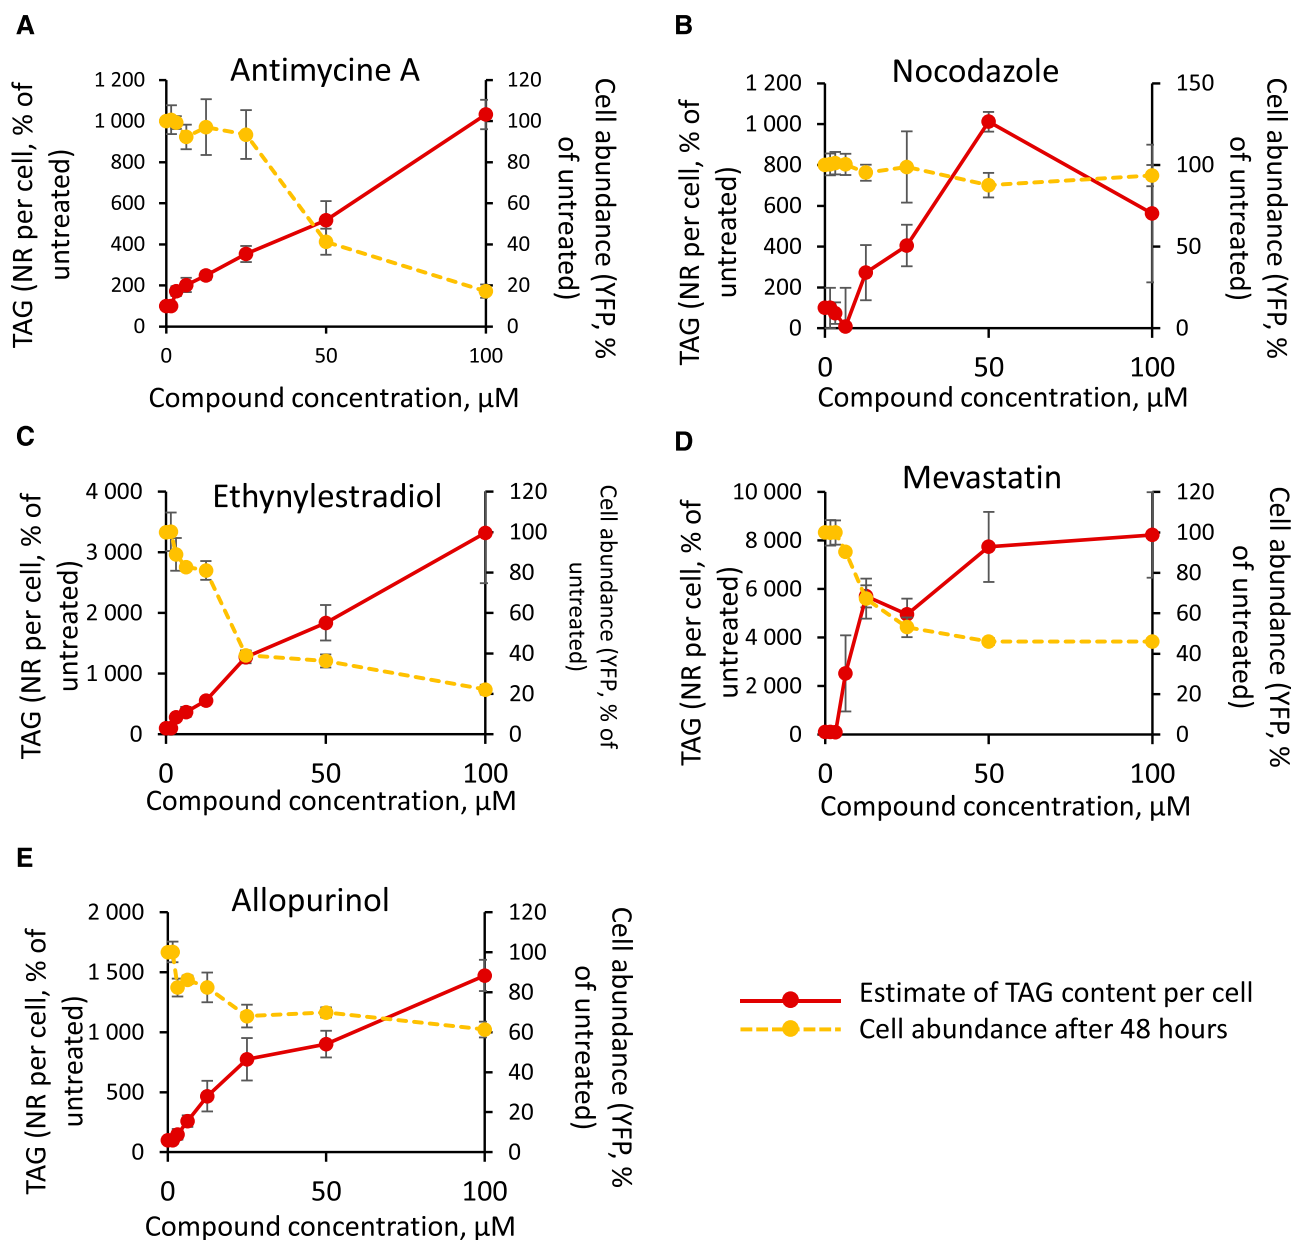 A
Antimycine A
TAG (NR per cell, % of
untreated)
1 200
1 000
800
600
400
200
0
120
100
80
60
40
20
0
Cell abundance (YFP, %
of untreated)
0
50
100
Compound concentration, µM
B
Nocodazole
TAG (NR per cell, % of
untreated)
1 200
1 000
800
600
400
200
0
150
100
50
0
Cell abundance (YFP, %
of untreated)
0
50
100
Compound concentration, µM
C
Ethynylestradiol
TAG (NR per cell, % of
untreated)
4 000
3 000
2 000
1 000
0
120
100
80
60
40
20
0
Cell abundance (YFP, % of
untreated)
0
50
100
Compound concentration, µM
D
Mevastatin
TAG (NR per cell, % of
untreated)
10 000
8 000
6 000
4 000
2 000
0
120
100
80
60
40
20
0
Cell abundance (YFP, %
of untreated)
0
50
100
Compound concentration, µM
E
Allopurinol
TAG (NR per cell, % of
untreated)
2 000
1 500
1 000
500
0
120
100
80
60
40
20
0
Cell abundance (YFP, %
of untreated)
0
50
100
Compound concentration, µM
Estimate of TAG content per cell
Cell abundance after 48 hours